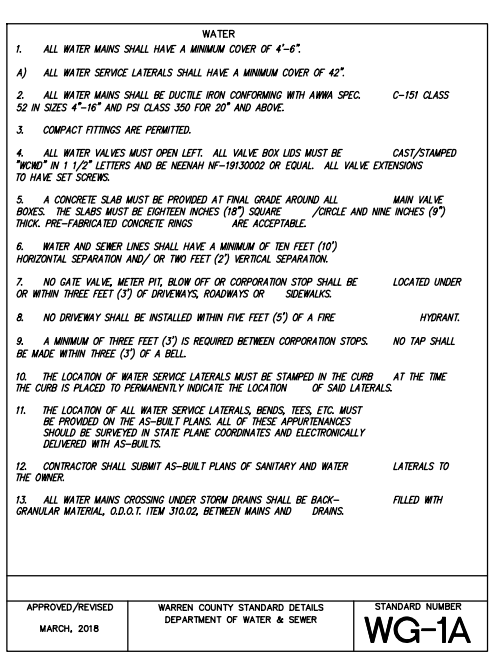 WATER
1. ALL WATER MAINS SHALL HAVE A MINIMUM COVER OF 4'-6".
A) ALL WATER SERVICE LATERALS SHALL HAVE A MINIMUM COVER OF 42".
2. ALL WATER MAINS SHALL BE DUCTILE IRON CONFORMING WITH AWWA SPEC. C-151 CLASS
52 IN SIZES 4"-16" AND PSI CLASS 350 FOR 20" AND ABOVE.
3. COMPACT FITTINGS ARE PERMITTED.
4. ALL WATER VALVES MUST OPEN LEFT. ALL VALVE BOX LIDS MUST BE CAST/STAMPED
"WCWD" IN 1 1/2" LETTERS AND BE NEENAH NF-19130002 OR EQUAL. ALL VALVE EXTENSIONS
TO HAVE SET SCREWS.
5. A CONCRETE SLAB MUST BE PROVIDED AT FINAL GRADE AROUND ALL MAIN VALVE
BOXES. THE SLABS MUST BE EIGHTEEN INCHES (18") SQUARE /CIRCLE AND NINE INCHES (9")
THICK. PRE-FABRICATED CONCRETE RINGS ARE ACCEPTABLE.
6. WATER AND SEWER LINES SHALL HAVE A MINIMUM OF TEN FEET (10')
HORIZONTAL SEPARATION AND/ OR TWO FEET (2') VERTICAL SEPARATION.
7. NO GATE VALVE, METER PIT, BLOW OFF OR CORPORATION STOP SHALL BE LOCATED UNDER
OR WITHIN THREE FEET (3') OF DRIVEWAYS, ROADWAYS OR SIDEWALKS.
8. NO DRIVEWAY SHALL BE INSTALLED WITHIN FIVE FEET (5') OF A FIRE HYDRANT.
9. A MINIMUM OF THREE FEET (3') IS REQUIRED BETWEEN CORPORATION STOPS. NO TAP SHALL
BE MADE WITHIN THREE (3') OF A BELL.
10. THE LOCATION OF WATER SERVICE LATERALS MUST BE STAMPED IN THE CURB AT THE TIME
THE CURB IS PLACED TO PERMANENTLY INDICATE THE LOCATION OF SAID LATERALS.
11. THE LOCATION OF ALL WATER SERVICE LATERALS, BENDS, TEES, ETC. MUST
BE PROVIDED ON THE AS-BUILT PLANS. ALL OF THESE APPURTENANCES
SHOULD BE SURVEYED IN STATE PLANE COORDINATES AND ELECTRONICALLY
DELIVERED WITH AS-BUILTS.
12. CONTRACTOR SHALL SUBMIT AS-BUILT PLANS OF SANITARY AND WATER LATERALS TO
THE OWNER.
13. ALL WATER MAINS CROSSING UNDER STORM DRAINS SHALL BE BACK- FILLED WITH
GRANULAR MATERIAL, O.D.O.T. ITEM 310.02, BETWEEN MAINS AND DRAINS.
APPROVED/REVISED
MARCH, 2018
WARREN COUNTY STANDARD DETAILS
DEPARTMENT OF WATER & SEWER
STANDARD NUMBER
WG-1A